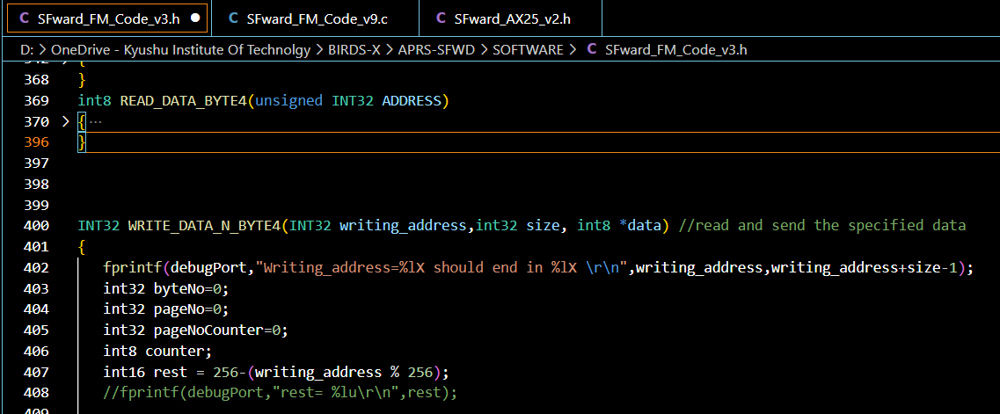 C SFward_FM_Code_v3.h ● C SFward_FM_Code_v9.c C SFward_AX25_v2.h
D: > OneDrive - Kyushu Institute Of Technolgy > BIRDS-X > APRS-SFWD > SOFTWARE > C SFward_FM_Code_v3.h
342 > {
368 }
369 int8 READ_DATA_BYTE4(unsigned INT32 ADDRESS)
370 > { ···
396 }
397
398
399
400 INT32 WRITE_DATA_N_BYTE4(INT32 writing_address,int32 size, int8 *data) //read and send the specified data
401 {
402 fprintf(debugPort,"Writing_address=%lX should end in %lX \r\n",writing_address,writing_address+size-1);
403 int32 byteNo=0;
404 int32 pageNo=0;
405 int32 pageNoCounter=0;
406 int8 counter;
407 int16 rest = 256-(writing_address % 256);
408 //fprintf(debugPort,"rest= %lu\r\n",rest);
409